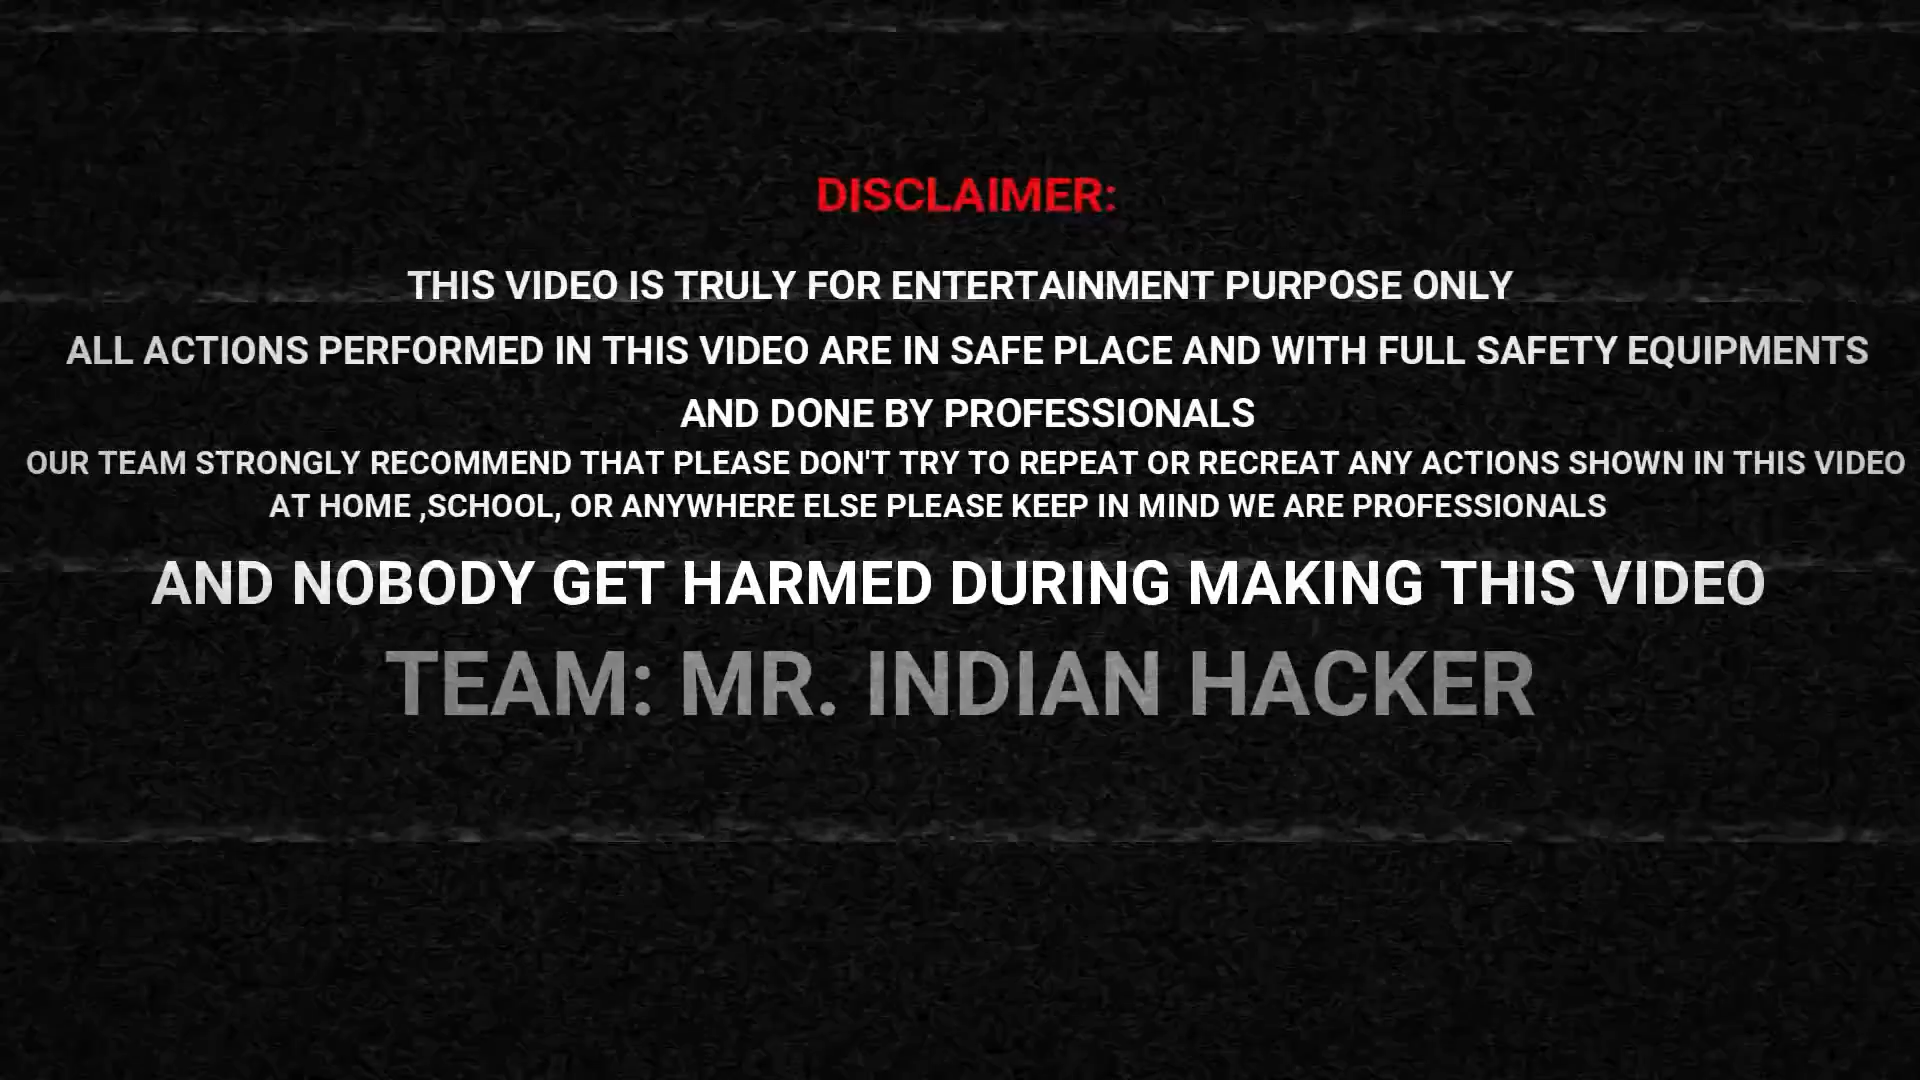 DISCLAIMER:
THIS VIDEO IS TRULY FOR ENTERTAINMENT PURPOSE ONLY
ALL ACTIONS PERFORMED IN THIS VIDEO ARE IN SAFE PLACE AND WITH FULL SAFETY EQUIPMENTS
AND DONE BY PROFESSIONALS
OUR TEAM STRONGLY RECOMMEND THAT PLEASE DON'T TRY TO REPEAT OR RECREAT ANY ACTIONS SHOWN IN THIS VIDEO
AT HOME ,SCHOOL, OR ANYWHERE ELSE PLEASE KEEP IN MIND WE ARE PROFESSIONALS
AND NOBODY GET HARMED DURING MAKING THIS VIDEO
TEAM: MR. INDIAN HACKER